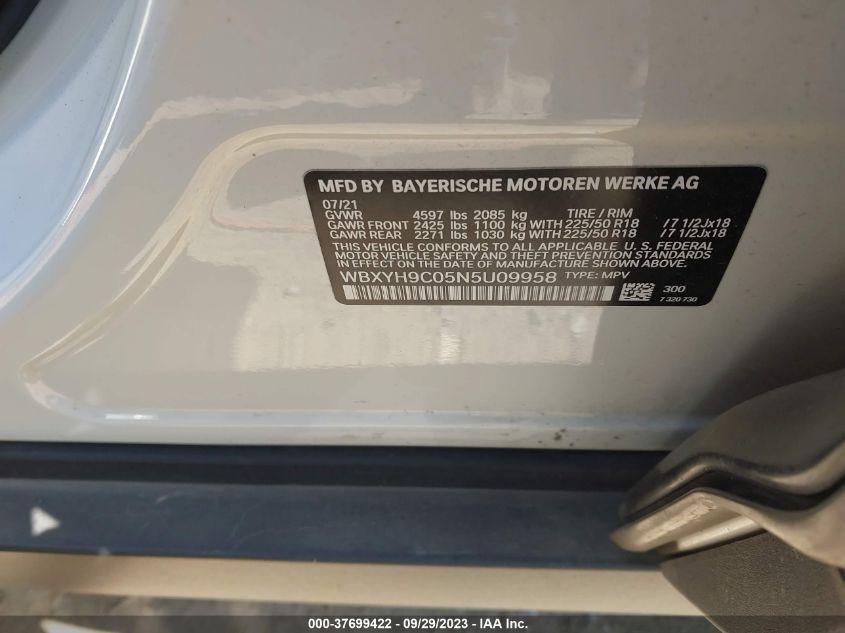 MFD BY BAYERISCHE MOTOREN WERKE AG
07/21
GVWR 4597 lbs 2085 kg TIRE / RIM
GAWR FRONT 2425 lbs 1100 kg WITH 225/50 R18 /7 1/2Jx18
GAWR REAR 2271 lbs 1030 kg WITH 225/50 R18 /7 1/2Jx18
THIS VEHICLE CONFORMS TO ALL APPLICABLE U. S. FEDERAL
MOTOR VEHICLE SAFETY AND THEFT PREVENTION STANDARDS
IN EFFECT ON THE DATE OF MANUFACTURE SHOWN ABOVE.
WBXYH9C05N5U09958 TYPE: MPV
300
7 320 730
000-37699422 - 09/29/2023 - WWW.IAAI.COM